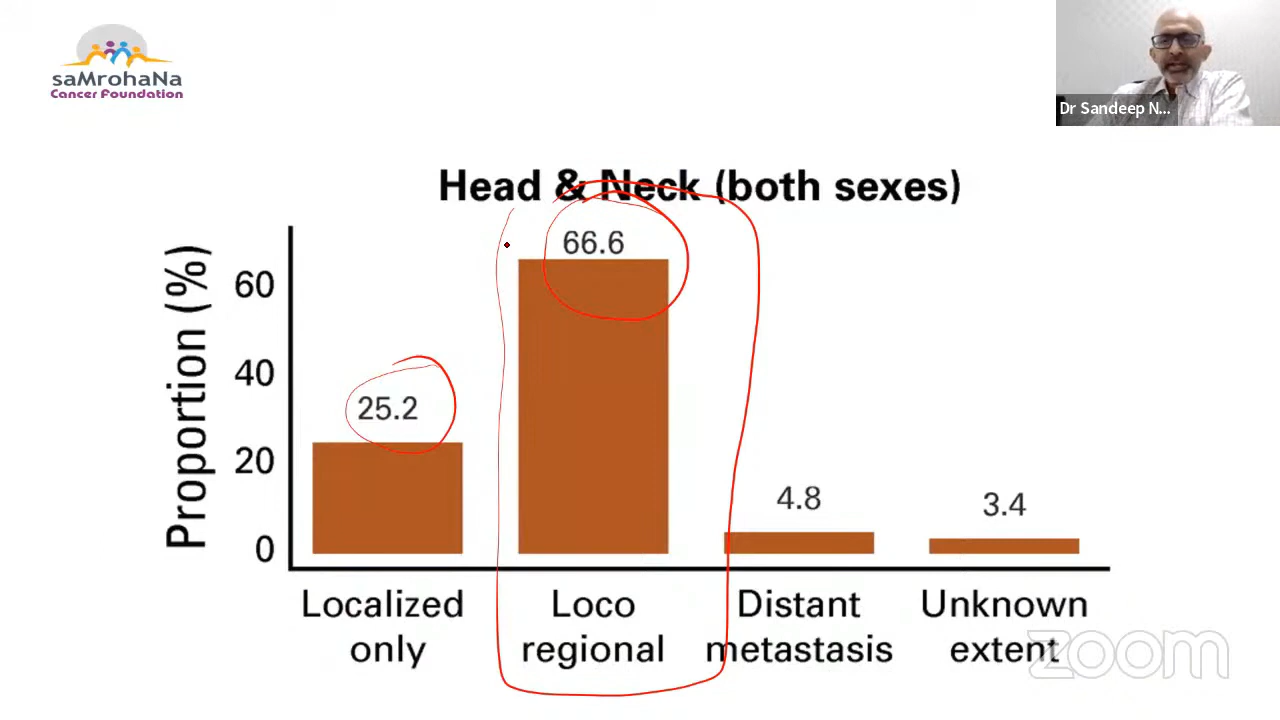 saMrohaNa
Cancer Foundation
Dr Sandeep N...
Head & Neck (both sexes)
Proportion (%)
60
40
20
0
25.2
66.6
4.8
3.4
Localized only
Loco regional
Distant metastasis
Unknown extent
zoom